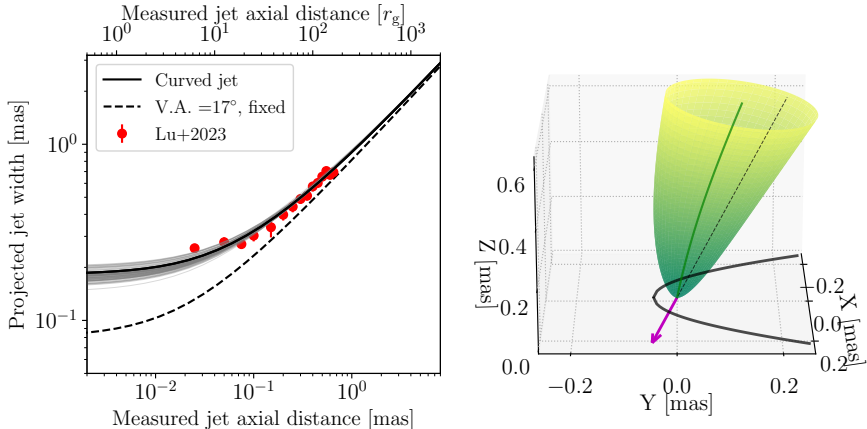 Measured jet axial distance [r_g]
10^0 10^1 10^2 10^3
Curved jet
V.A. =17°, fixed
Lu+2023
Projected jet width [mas]
10^0
10^{-1}
10^{-2} 10^{-1} 10^0
Measured jet axial distance [mas]
0.6
0.4
0.2
0.0
Z [mas]
−0.2
0.0
0.2
X [mas]
−0.2 0.0 0.2
Y [mas]